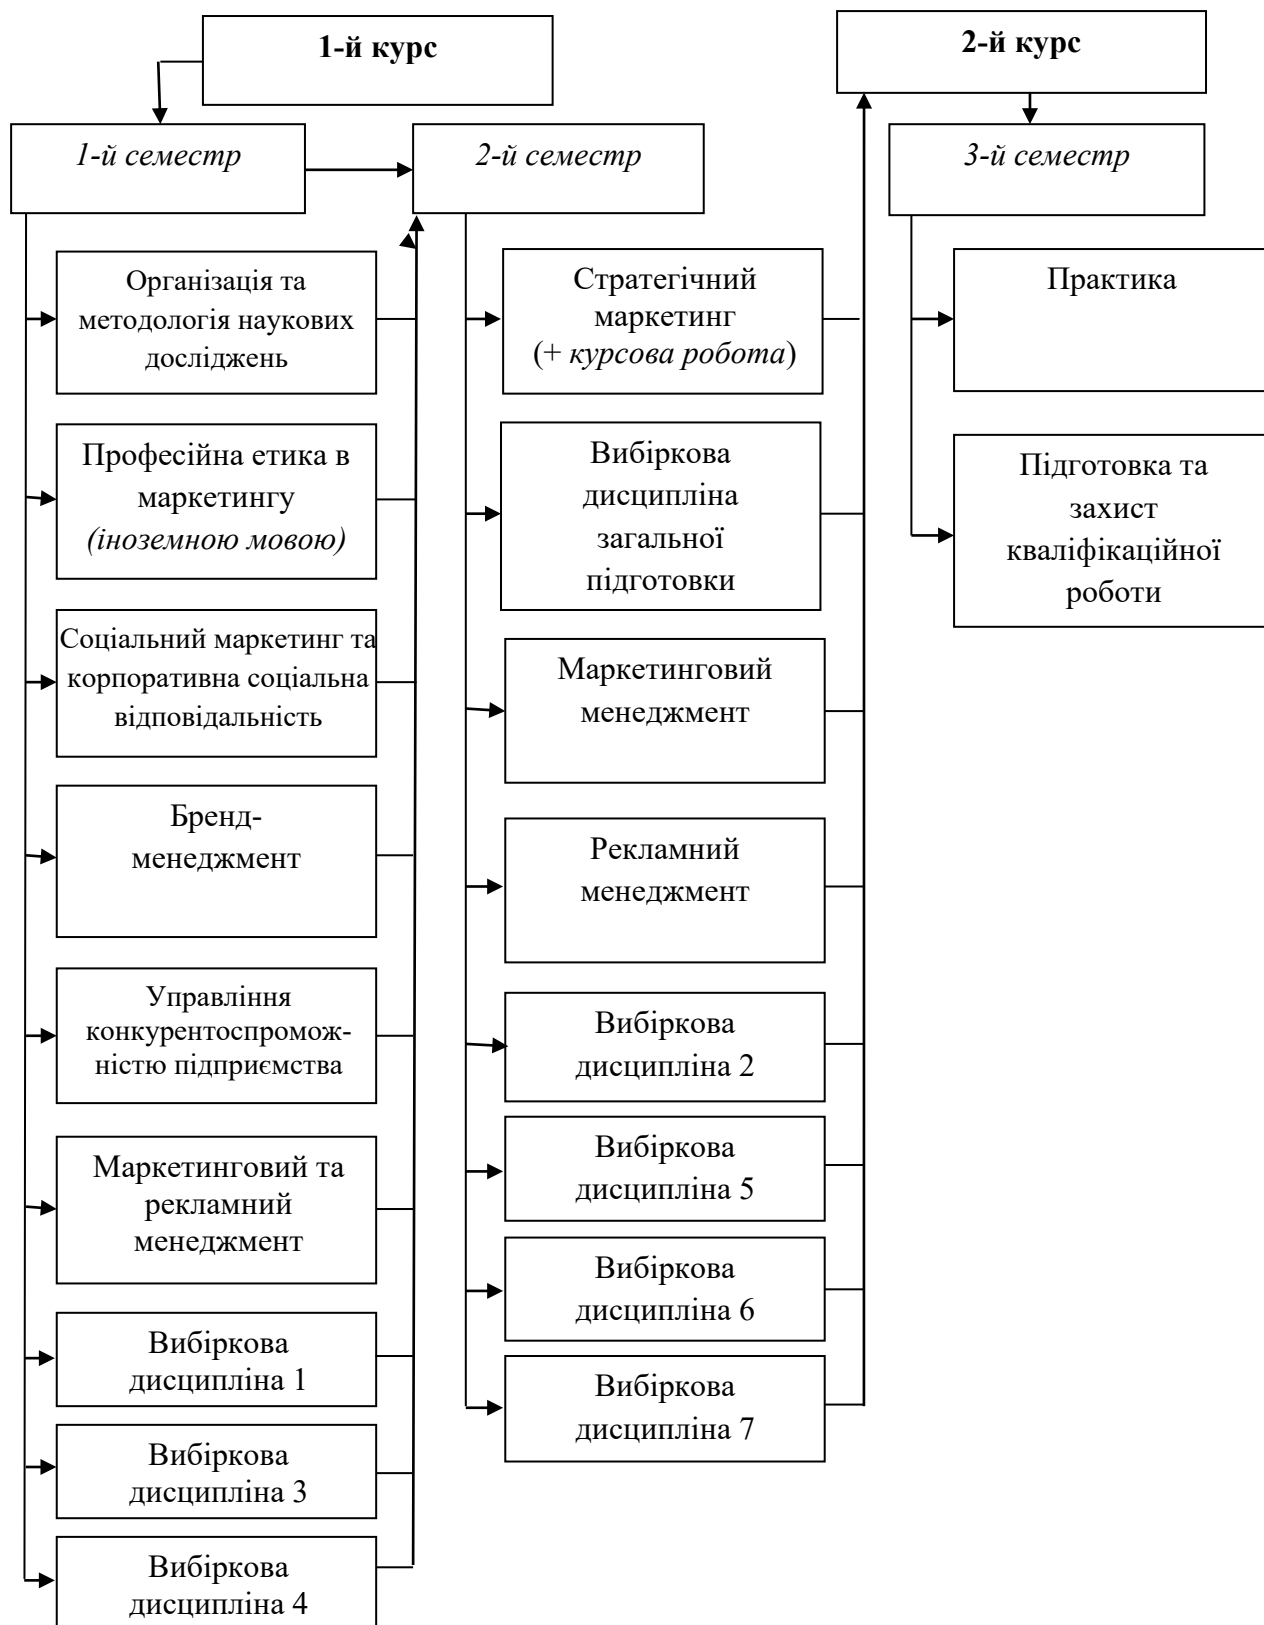 1-й курс
2-й курс
1-й семестр
2-й семестр
3-й семестр
Організація та
методологія наукових
досліджень
Професійна етика в
маркетингу
(іноземною мовою)
Соціальний маркетинг та
корпоративна соціальна
відповідальність
Бренд-
менеджмент
Управління
конкурентоспромож-
ністю підприємства
Маркетинговий та
рекламний
менеджмент
Вибіркова
дисципліна 1
Вибіркова
дисципліна 3
Вибіркова
дисципліна 4
Стратегічний
маркетинг
(+ курсова робота)
Вибіркова
дисципліна
загальної
підготовки
Маркетинговий
менеджмент
Рекламний
менеджмент
Вибіркова
дисципліна 2
Вибіркова
дисципліна 5
Вибіркова
дисципліна 6
Вибіркова
дисципліна 7
Практика
Підготовка та
захист
кваліфікаційної
роботи